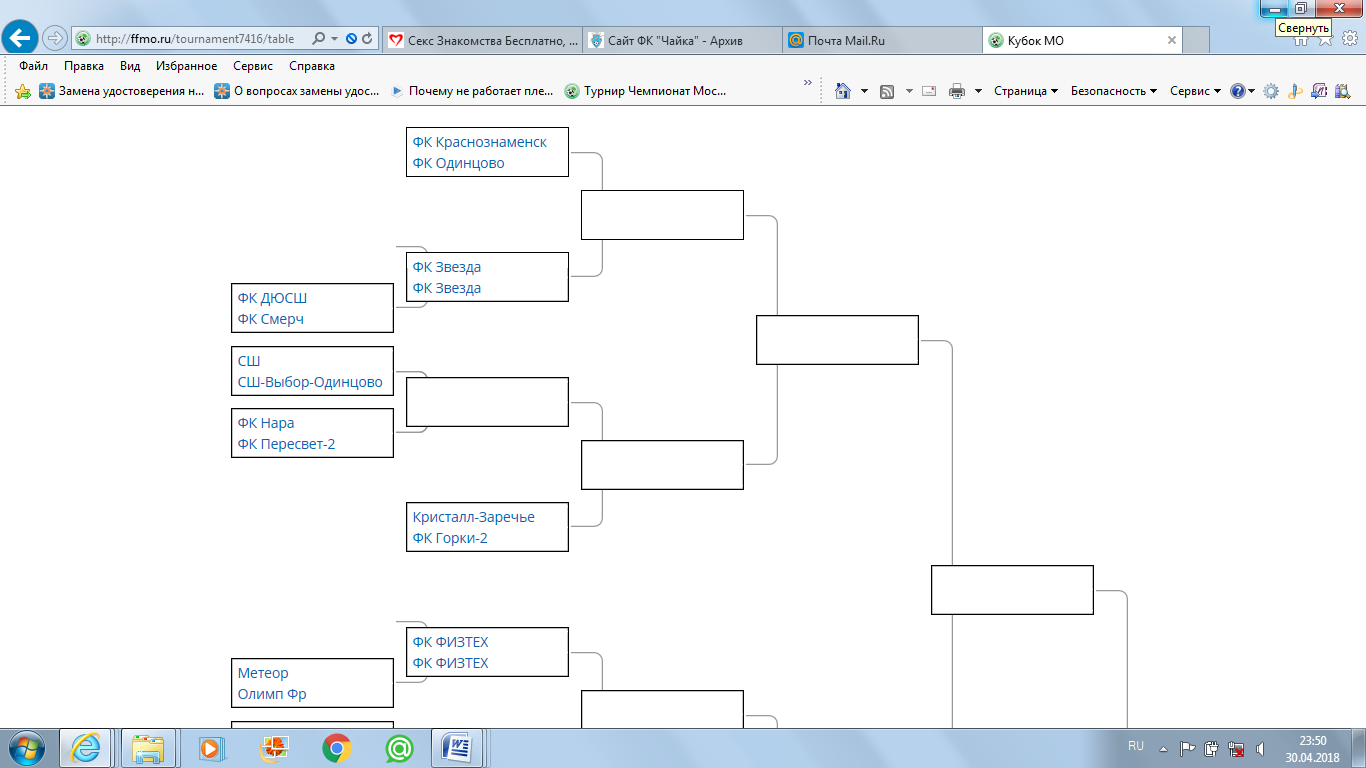 Свернуть
http://ffmo.ru/tournament7416/table
Секс Знакомства Бесплатно, ...
Сайт ФК "Чайка" - Архив
Почта Mail.Ru
Кубок МО
Файл Правка Вид Избранное Сервис Справка
Замена удостоверения н...
О вопросах замены удос...
Почему не работает пле...
Турнир Чемпионат Мос...
Страница
Безопасность
Сервис
ФК Краснознаменск
ФК Одинцово
ФК Звезда
ФК Звезда
ФК ДЮСШ
ФК Смерч
СШ
СШ-Выбор-Одинцово
ФК Нара
ФК Пересвет-2
Кристалл-Заречье
ФК Горки-2
ФК ФИЗТЕХ
ФК ФИЗТЕХ
Метеор
Олимп Фр
RU
23:50
30.04.2018